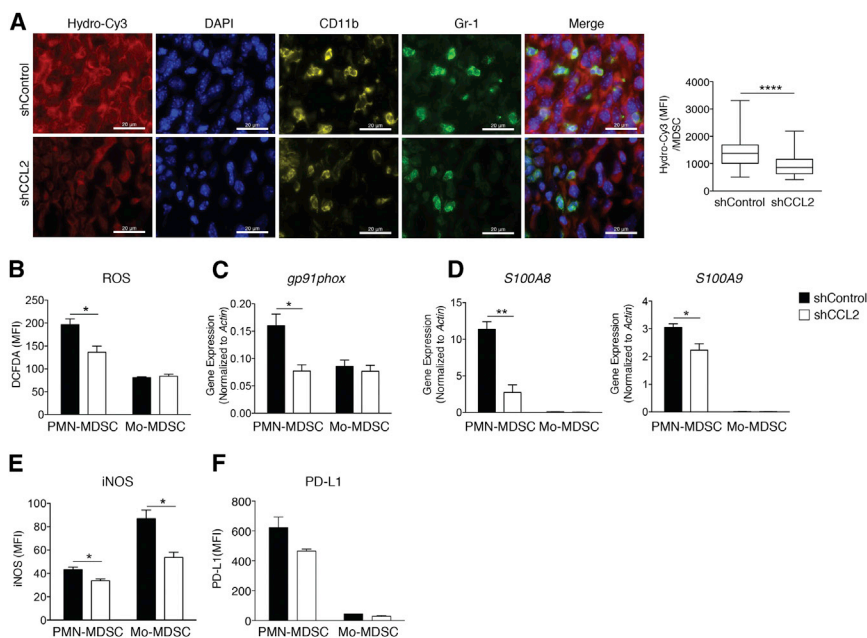 A
Hydro-Cy3
DAPI
CD11b
Gr-1
Merge
shControl
20 µm
20 µm
20 µm
20 µm
20 µm
shCCL2
20 µm
20 µm
20 µm
20 µm
20 µm
Hydro-Cy3 (MFI)
/MDSC
4000
3000
2000
1000
0
****
shControl shCCL2
B
ROS
DCFDA (MFI)
250
200
150
100
50
0
*
PMN-MDSC Mo-MDSC
C
gp91phox
Gene Expression
(Normalized to Actin)
0.20
0.15
0.10
0.05
0.00
*
PMN-MDSC Mo-MDSC
D
S100A8
Gene Expression
(Normalized to Actin)
15
10
5
0
**
PMN-MDSC Mo-MDSC
S100A9
Gene Expression
(Normalized to Actin)
4
3
2
1
0
*
PMN-MDSC Mo-MDSC
shControl
shCCL2
E
iNOS
iNOS (MFI)
100
80
60
40
20
0
*
*
PMN-MDSC Mo-MDSC
F
PD-L1
PD-L1(MFI)
800
600
400
200
0
PMN-MDSC Mo-MDSC